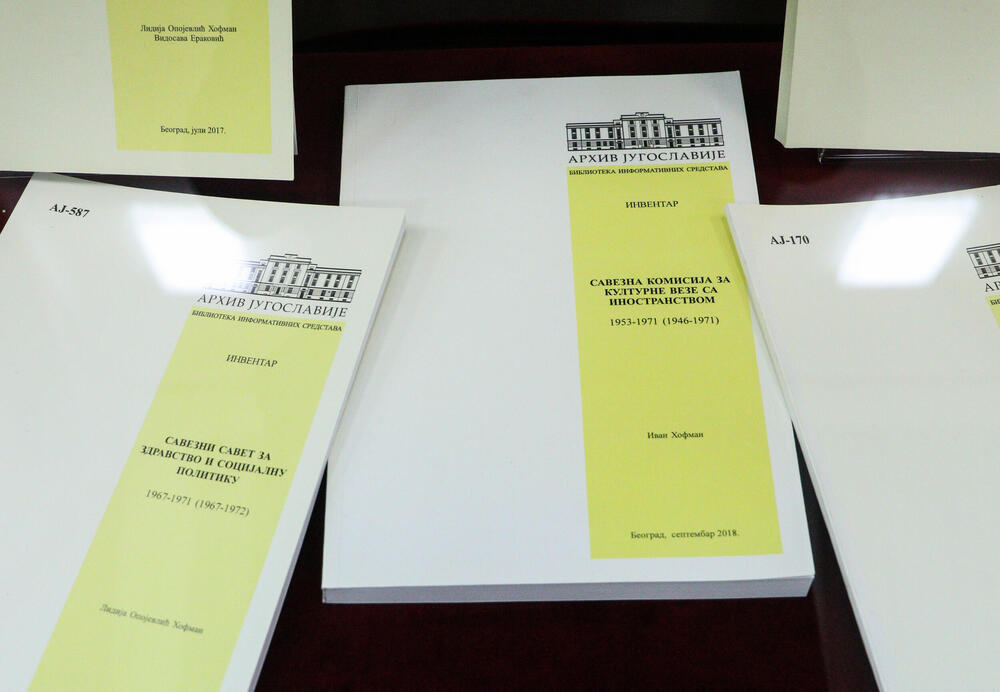 Лидија Опојевлић Хофман
Видосава Ераковић
Београд, јули 2017.
АЈ-587
АРХИВ ЈУГОСЛАВИЈЕ
БИБЛИОТЕКА ИНФОРМАТИВНИХ СРЕДСТАВА
ИНВЕНТАР
САВЕЗНИ САВЕТ ЗА
ЗДРАВСТВО И СОЦИЈАЛНУ
ПОЛИТИКУ
1967-1971 (1967-1972)
Лидија Опојевлић Хофман
АРХИВ ЈУГОСЛАВИЈЕ
БИБЛИОТЕКА ИНФОРМАТИВНИХ СРЕДСТАВА
ИНВЕНТАР
САВЕЗНА КОМИСИЈА ЗА
КУЛТУРНЕ ВЕЗЕ СА
ИНОСТРАНСТВОМ
1953-1971 (1946-1971)
Иван Хофман
Београд, септембар 2018.
АЈ-170